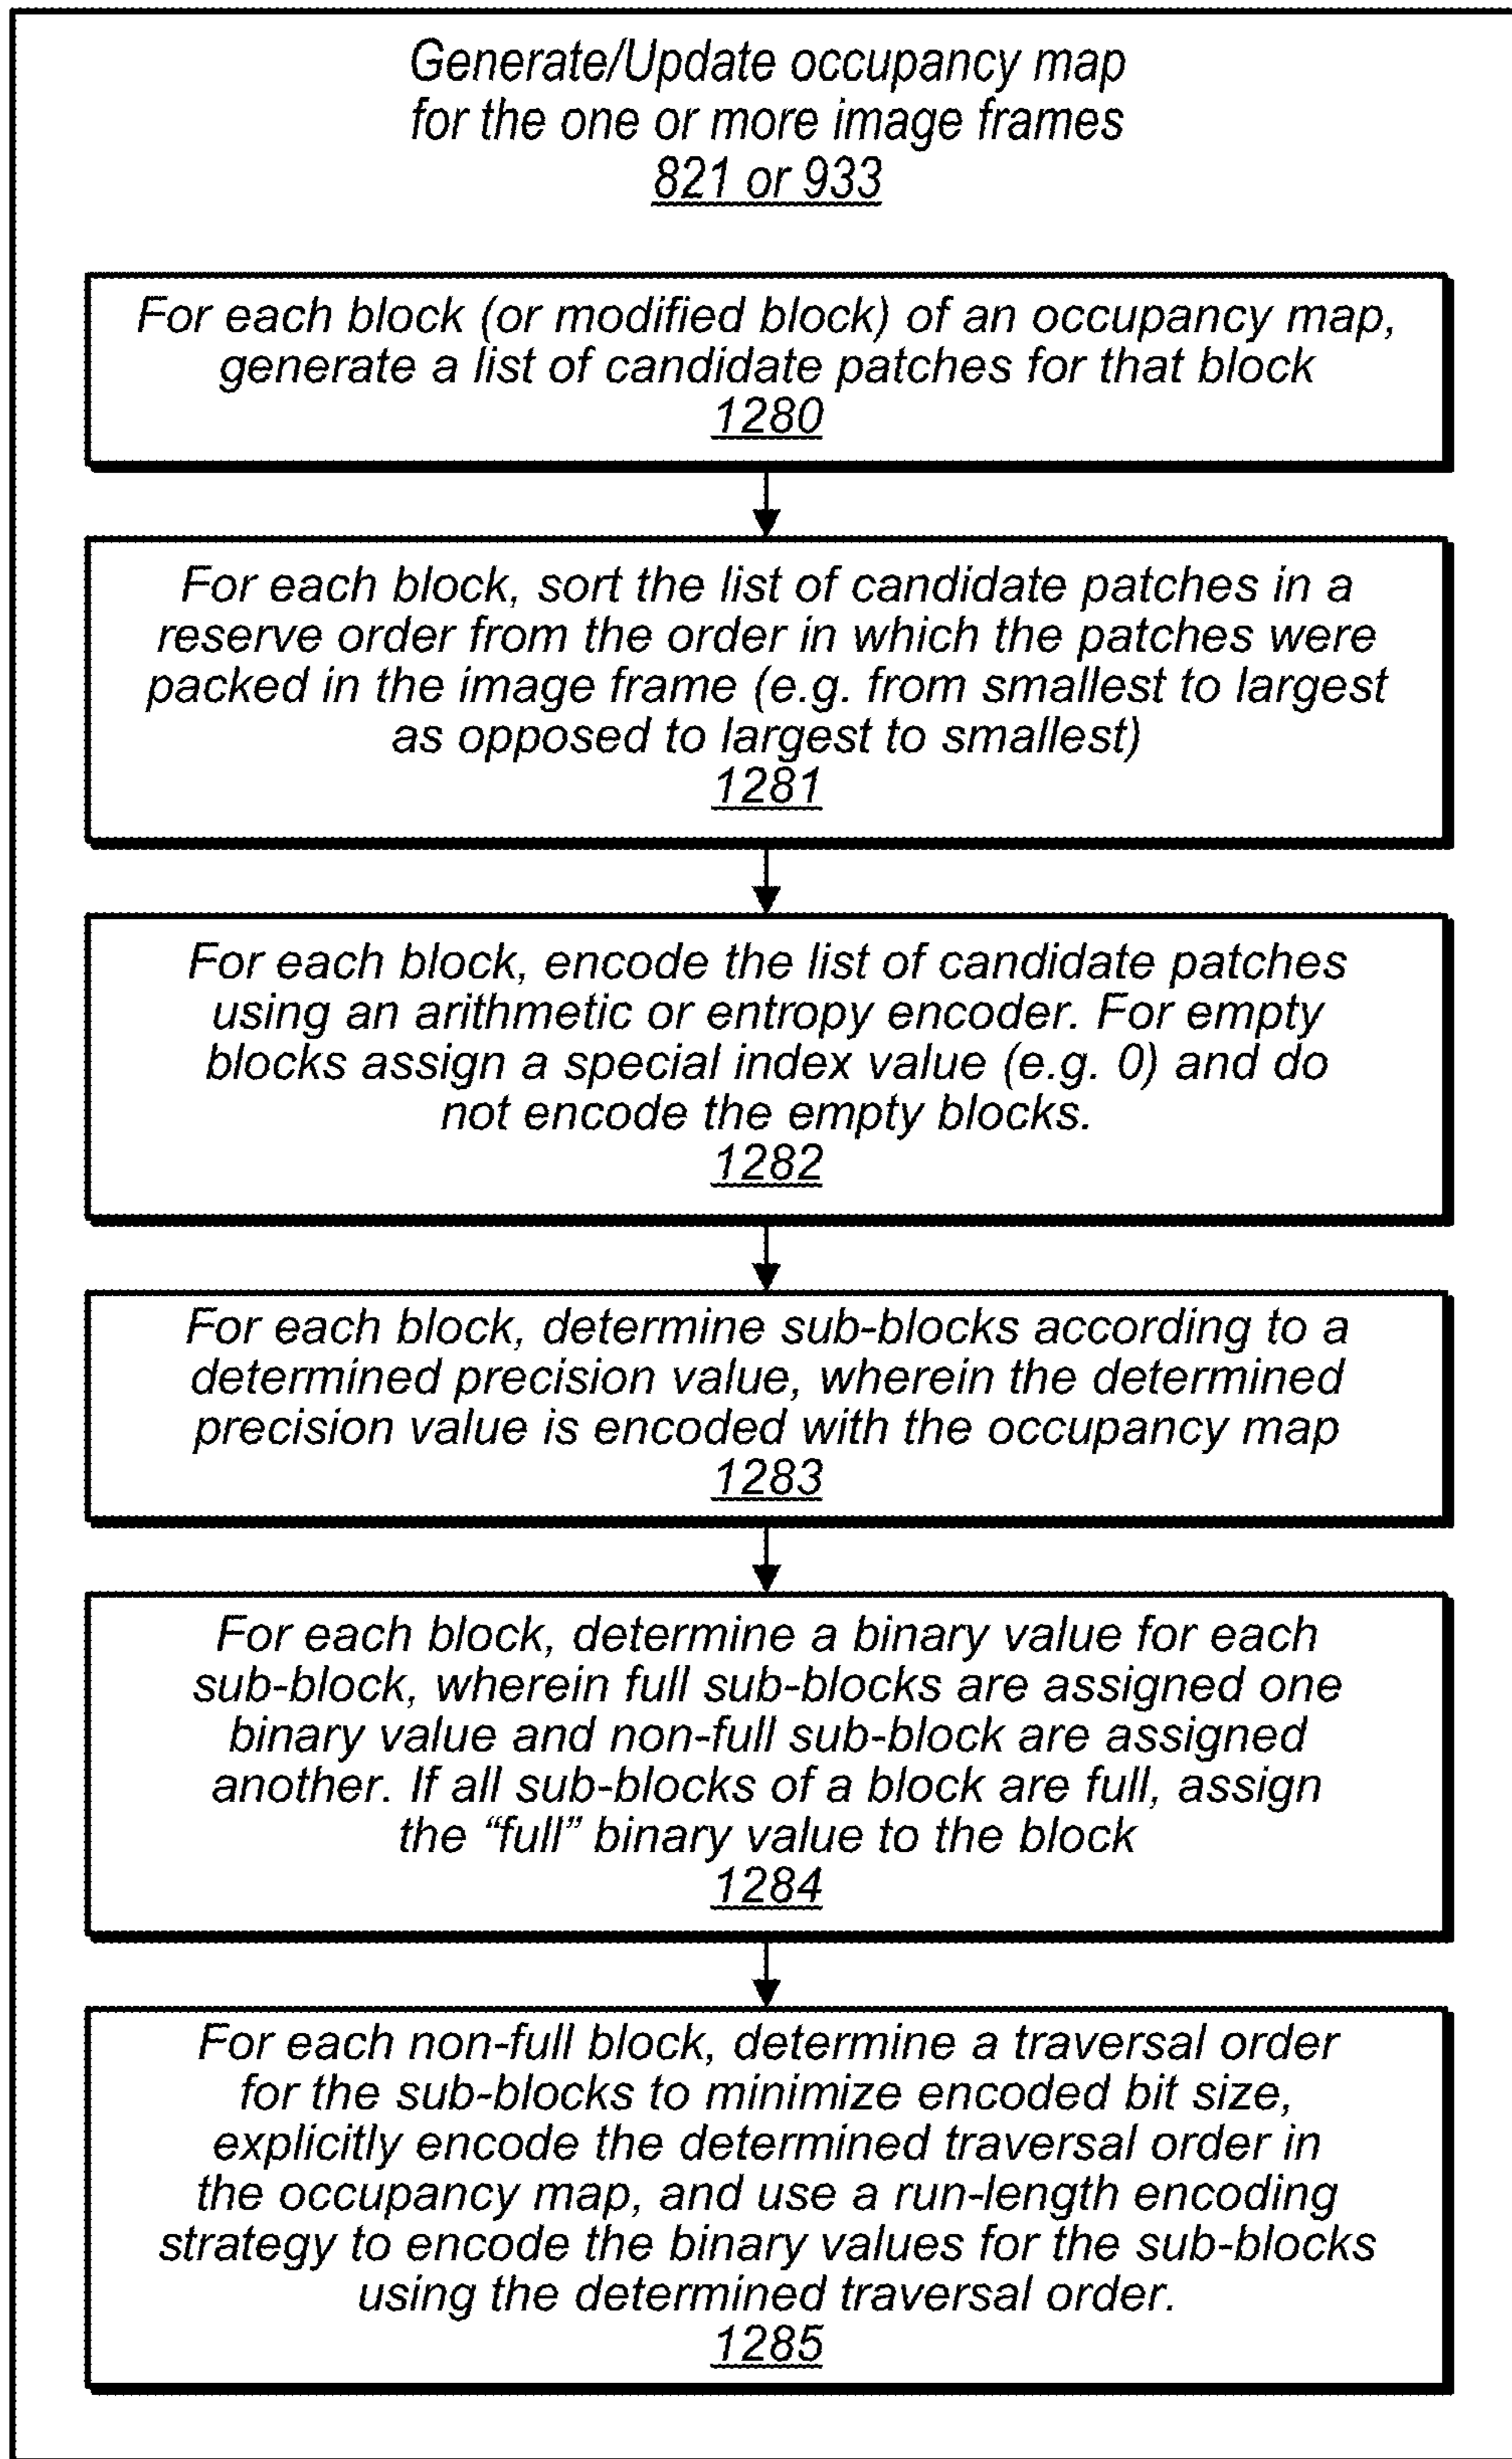 Generate/Update occupancy map
for the one or more image frames
821 or 933
For each block (or modified block) of an occupancy map,
generate a list of candidate patches for that block
1280
For each block, sort the list of candidate patches in a
reserve order from the order in which the patches were
packed in the image frame (e.g. from smallest to largest
as opposed to largest to smallest)
1281
For each block, encode the list of candidate patches
using an arithmetic or entropy encoder. For empty
blocks assign a special index value (e.g. 0) and do
not encode the empty blocks.
1282
For each block, determine sub-blocks according to a
determined precision value, wherein the determined
precision value is encoded with the occupancy map
1283
For each block, determine a binary value for each
sub-block, wherein full sub-blocks are assigned one
binary value and non-full sub-block are assigned
another. If all sub-blocks of a block are full, assign
the “full” binary value to the block
1284
For each non-full block, determine a traversal order
for the sub-blocks to minimize encoded bit size,
explicitly encode the determined traversal order in
the occupancy map, and use a run-length encoding
strategy to encode the binary values for the sub-blocks
using the determined traversal order.
1285